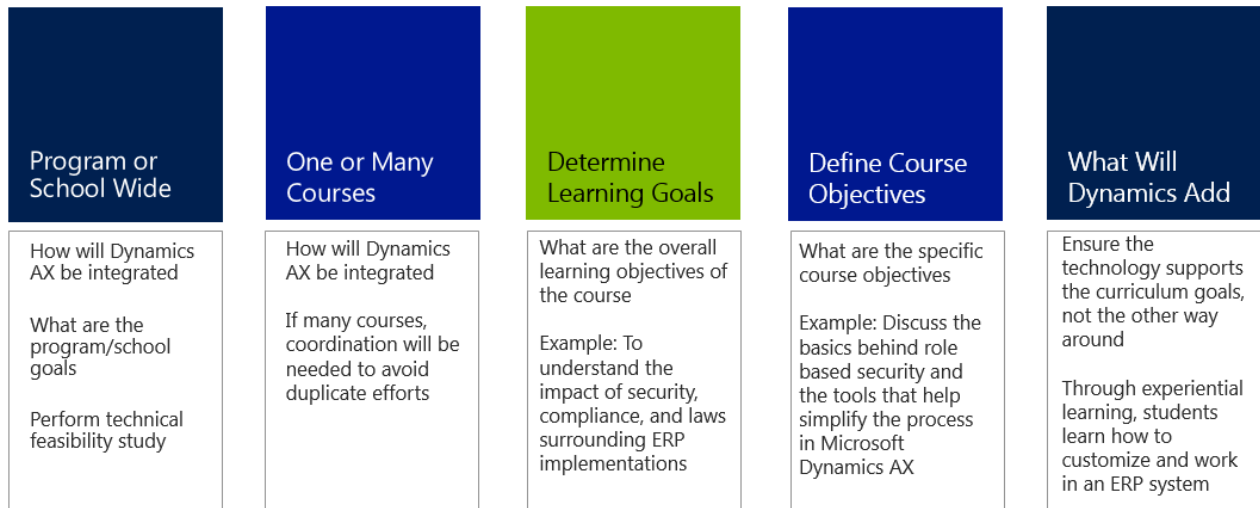 Program or
School Wide
How will Dynamics
AX be integrated
What are the
program/school
goals
Perform technical
feasibility study
One or Many
Courses
How will Dynamics
AX be integrated
If many courses,
coordination will be
needed to avoid
duplicate efforts
Determine
Learning Goals
What are the overall
learning objectives of
the course
Example: To
understand the
impact of security,
compliance, and laws
surrounding ERP
implementations
Define Course
Objectives
What are the specific
course objectives
Example: Discuss the
basics behind role
based security and
the tools that help
simplify the process
in Microsoft
Dynamics AX
What Will
Dynamics Add
Ensure the
technology supports
the curriculum goals,
not the other way
around
Through experiential
learning, students
learn how to
customize and work
in an ERP system